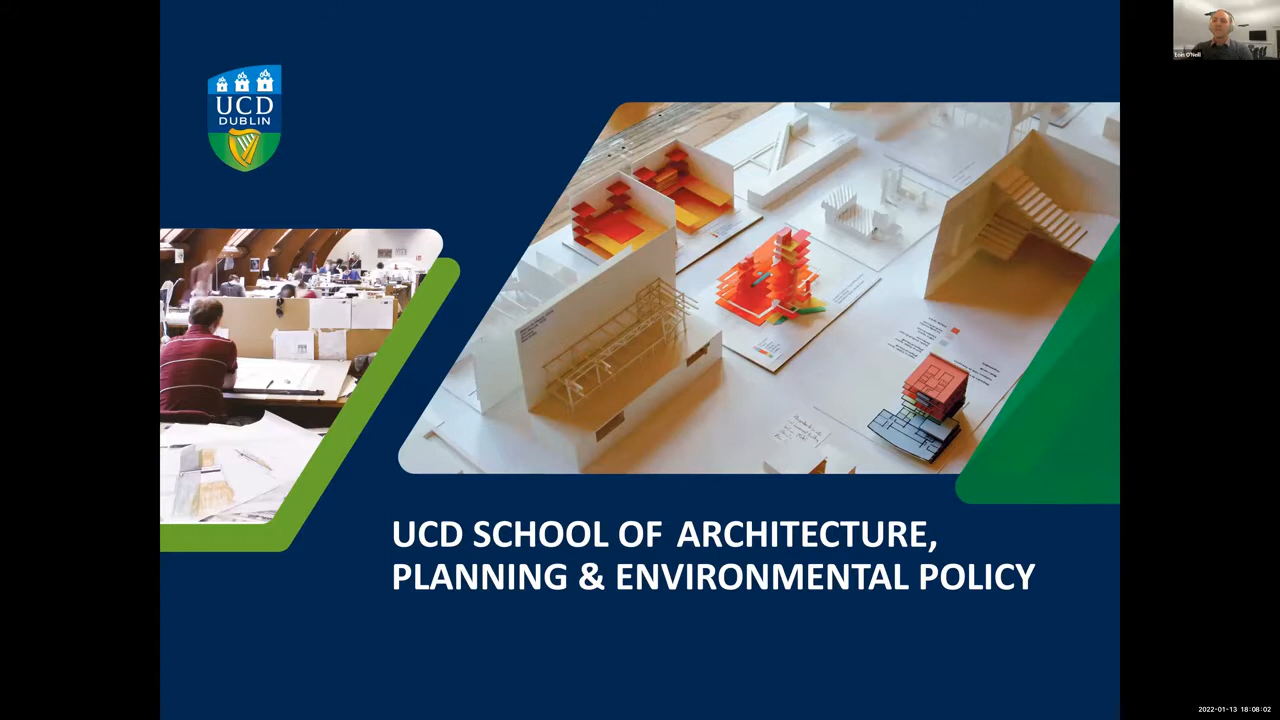 UCD
DUBLIN
Eoin O'Neill
UCD SCHOOL OF ARCHITECTURE,
PLANNING & ENVIRONMENTAL POLICY
2022-01-13 18:08:02